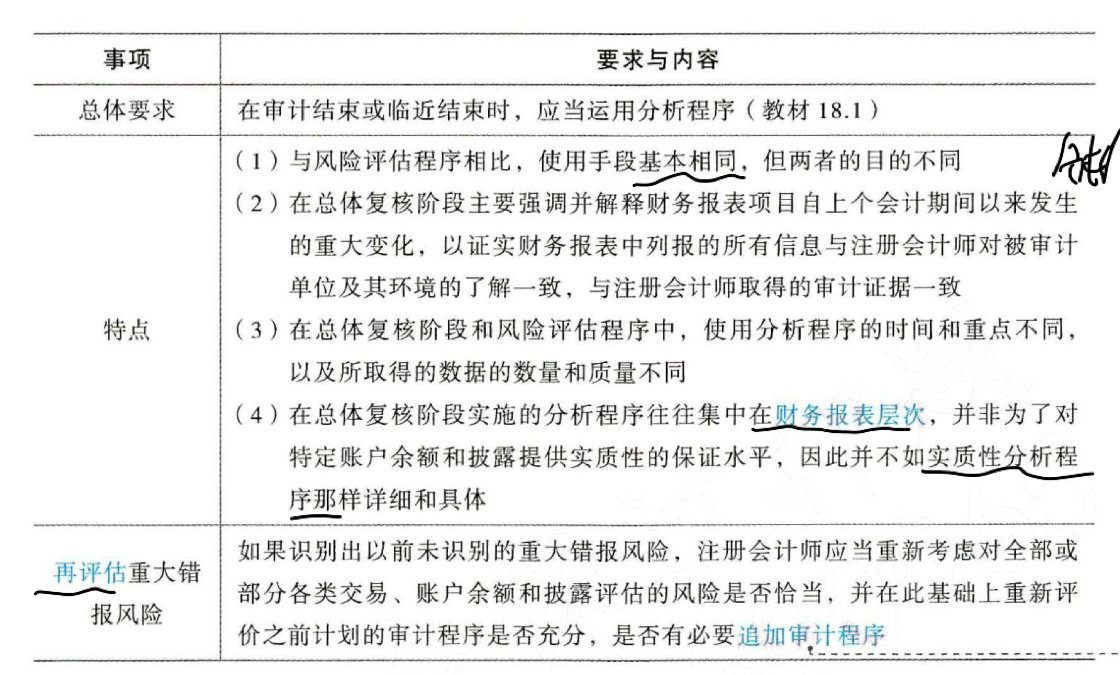 事项 要求与内容
总体要求 在审计结束或临近结束时，应当运用分析程序（教材 18.1）
（1）与风险评估程序相比，使用手段基本相同，但两者的目的不同
（2）在总体复核阶段主要强调并解释财务报表项目自上个会计期间以来发生
的重大变化，以证实财务报表中列报的所有信息与注册会计师对被审计
单位及其环境的了解一致，与注册会计师取得的审计证据一致
特点 （3）在总体复核阶段和风险评估程序中，使用分析程序的时间和重点不同，
以及所取得的数据的数量和质量不同
（4）在总体复核阶段实施的分析程序往往集中在财务报表层次，并非为了对
特定账户余额和披露提供实质性的保证水平，因此并不如实质性分析程
序那样详细和具体
再评估重大错
报风险
如果识别出以前未识别的重大错报风险，注册会计师应当重新考虑对全部或
部分各类交易、账户余额和披露评估的风险是否恰当，并在此基础上重新评
价之前计划的审计程序是否充分，是否有必要追加审计程序